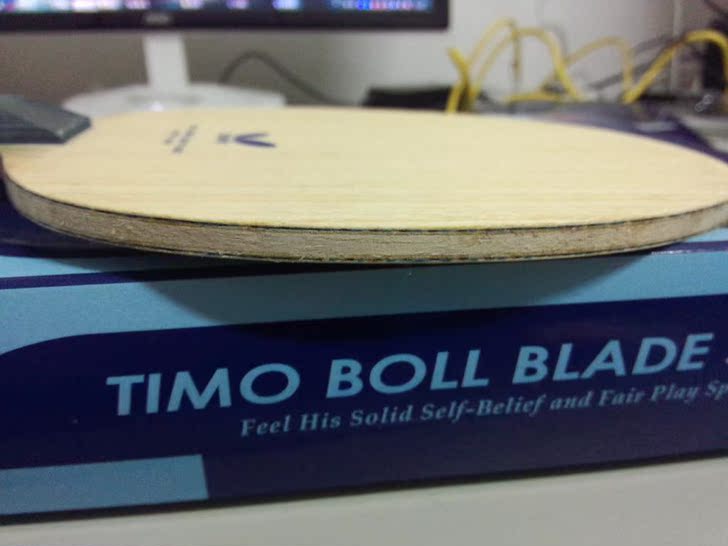 TIMO BOLL BLADE
Feel His Solid Self-Belief and Fair Play